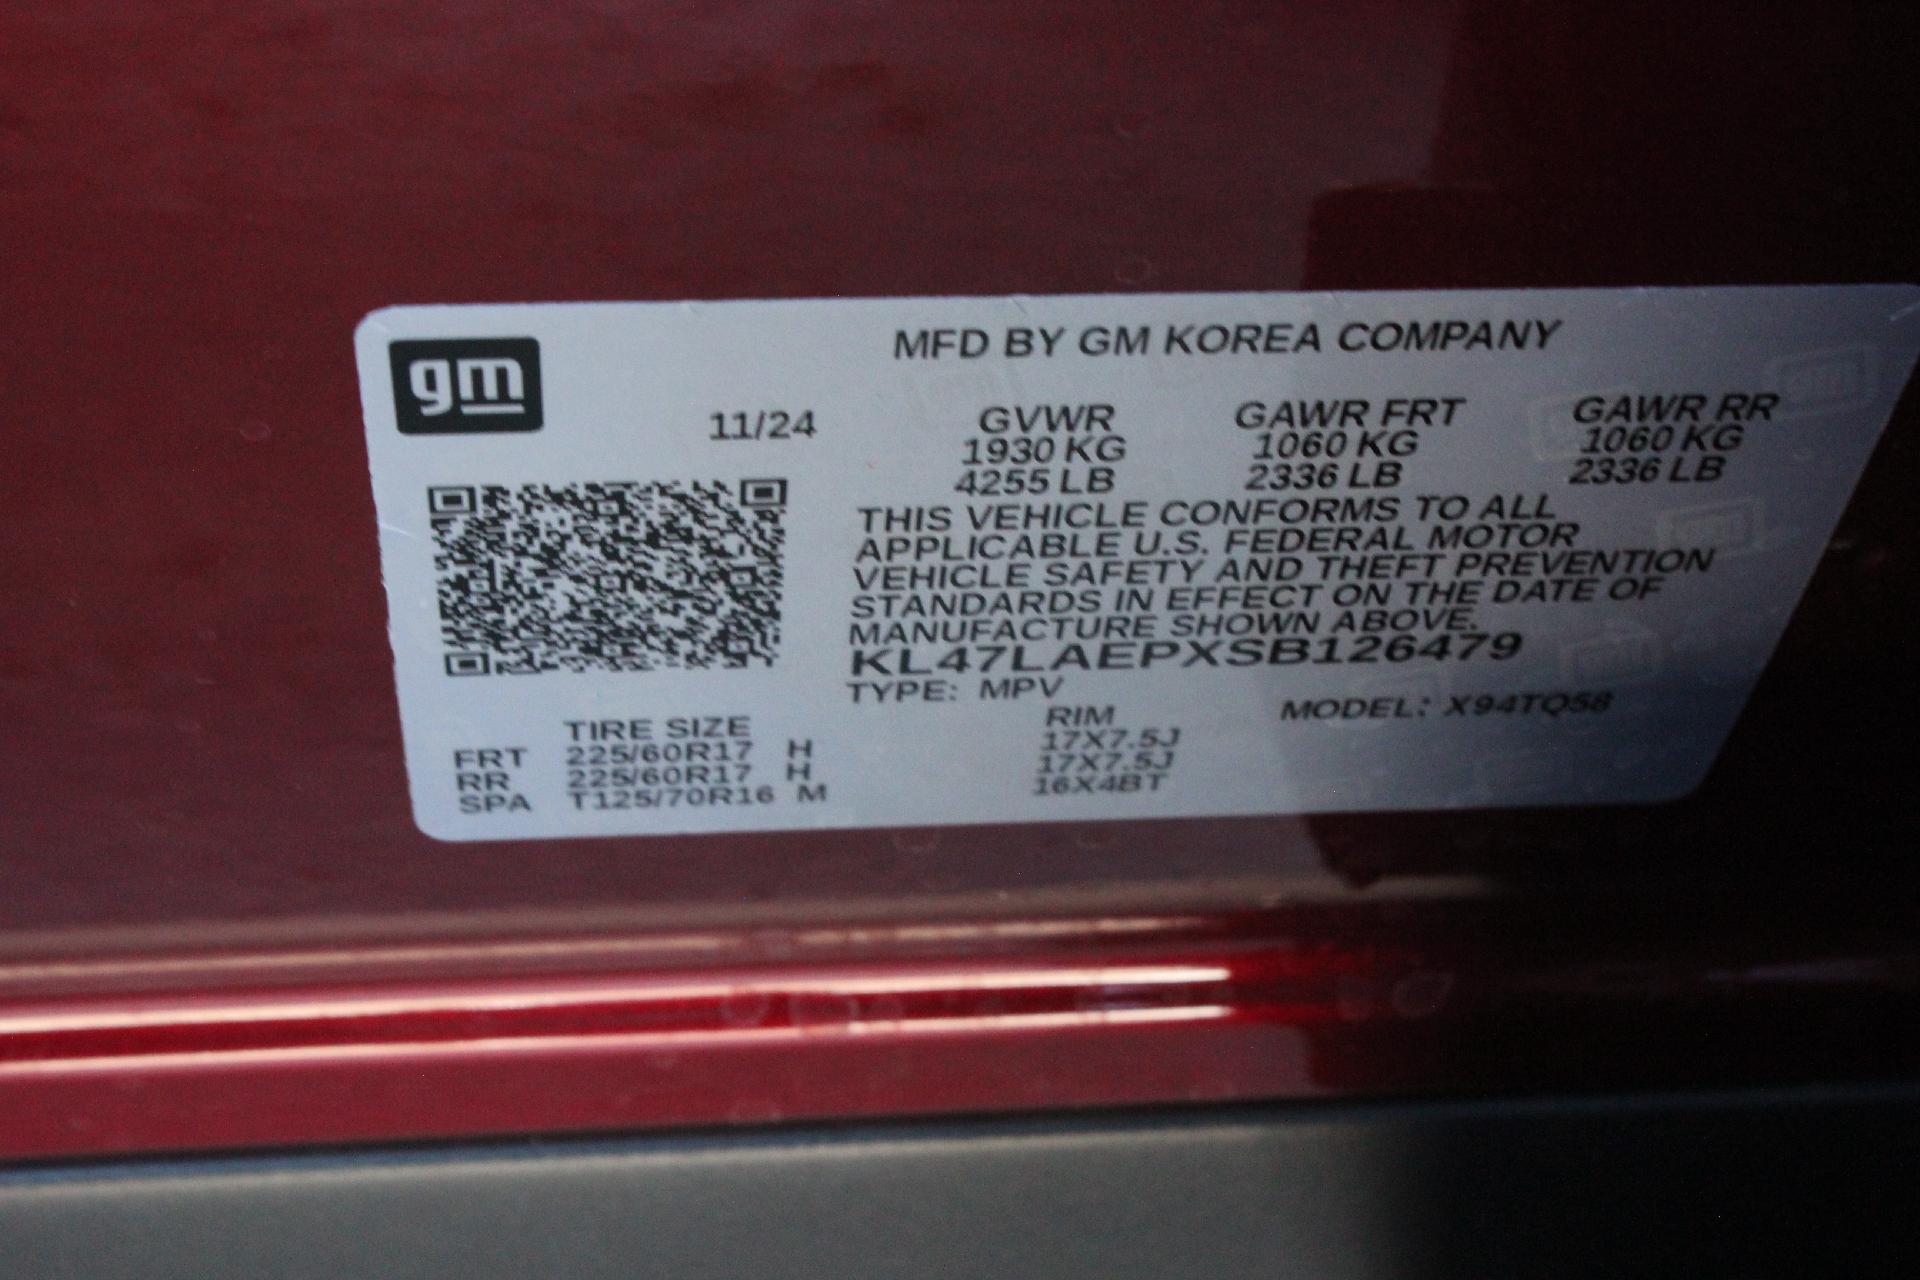 gm
MFD BY GM KOREA COMPANY
11/24
GVWR GAWR FRT GAWR RR
1930 KG 1060 KG 1060 KG
4255 LB 2336 LB 2336 LB
THIS VEHICLE CONFORMS TO ALL
APPLICABLE U.S. FEDERAL MOTOR
VEHICLE SAFETY AND THEFT PREVENTION
STANDARDS IN EFFECT ON THE DATE OF
MANUFACTURE SHOWN ABOVE.
KL47LAEPXSB126479
TYPE: MPV MODEL: X94TQ58
TIRE SIZE RIM
FRT 225/60R17 H 17X7.5J
RR 225/60R17 H 17X7.5J
SPA T125/70R16 M 16X4BT